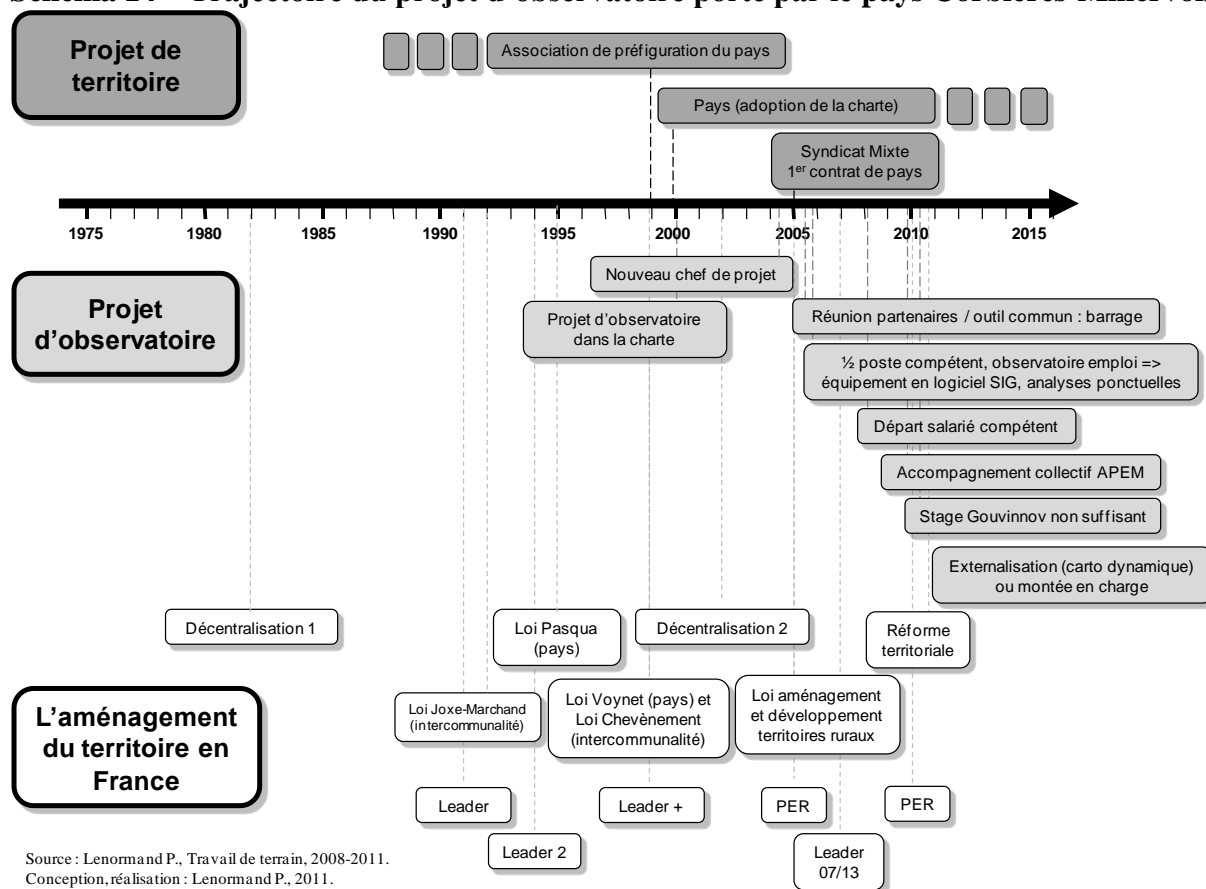 Schéma 14 – Trajectoire du projet d'observatoire porté par le pays Corbières Minervois
Projet de
territoire
Association de préfiguration du pays
Pays (adoption de la charte)
Syndicat Mixte
1er contrat de pays
1975 1980 1985 1990 1995 2000 2005 2010 2015
Projet
d'observatoire
Nouveau chef de projet
Projet d'observatoire
dans la charte
Réunion partenaires / outil commun : barrage
½ poste compétent, observatoire emploi =>
équipement en logiciel SIG, analyses ponctuelles
Départ salarié compétent
Accompagnement collectif APEM
Stage Gouvinnov non suffisant
Externalisation (carto dynamique)
ou montée en charge
Décentralisation 1
Loi Pasqua
(pays)
Décentralisation 2
Réforme
territoriale
L'aménagement
du territoire en
France
Loi Joxe-Marchand
(intercommunalité)
Loi Voynet (pays) et
Loi Chevènement
(intercommunalité)
Loi aménagement
et développement
territoires ruraux
Leader
Leader +
PER
PER
Leader 2
Leader
07/13
Source : Lenormand P., Travail de terrain, 2008-2011.
Conception, réalisation : Lenormand P., 2011.